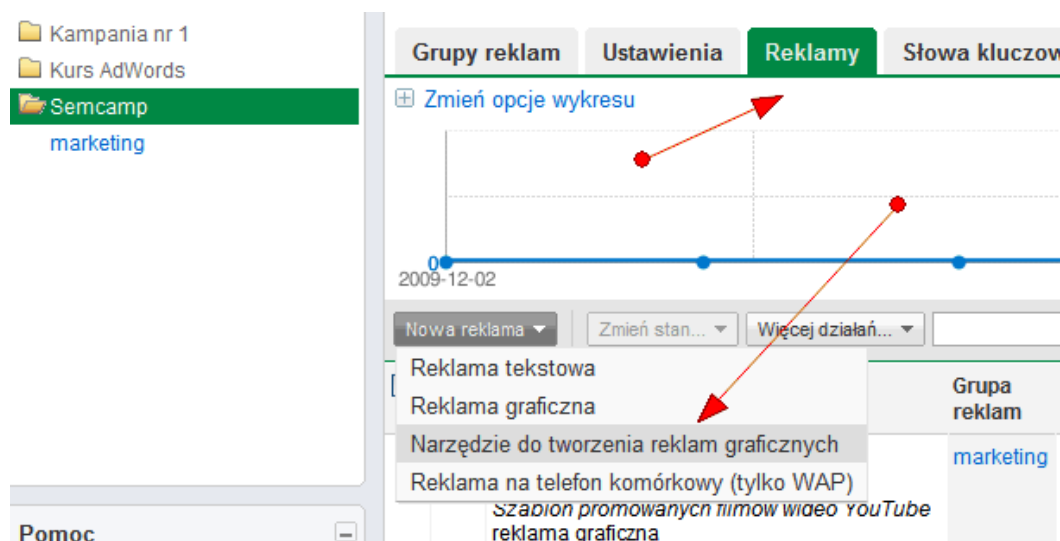 Kampania nr 1
Kurs AdWords
Semcamp
marketing
Grupy reklam Ustawienia Reklamy Słowa kluczow
Zmień opcje wykresu
0
2009-12-02
Nowa reklama Zmień stan... Więcej działań...
Reklama tekstowa
Reklama graficzna
Narzędzie do tworzenia reklam graficznych
Reklama na telefon komórkowy (tylko WAP)
Grupa
reklam
marketing
Szablon promowanych filmów wideo YouTube
reklama graficzna
Pomoc